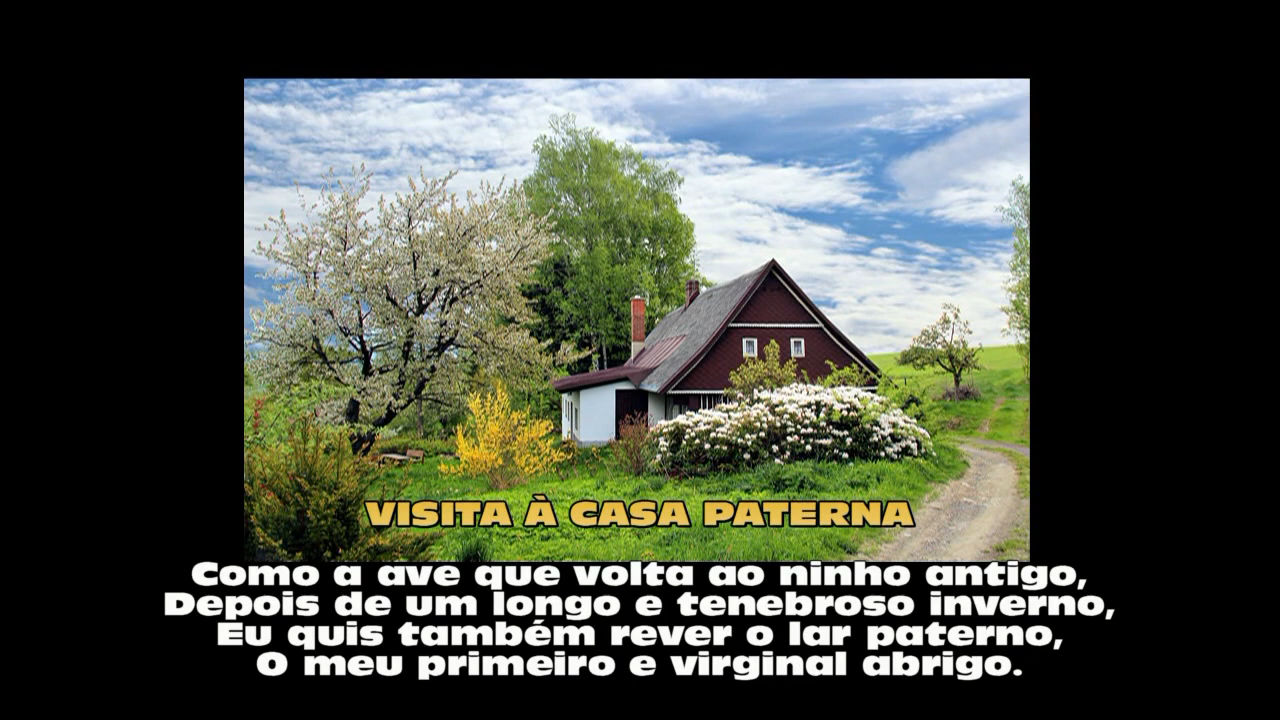 VISITA À CASA PATERNA
Como a ave que volta ao ninho antigo,
Depois de um longo e tenebroso inverno,
Eu quis também rever o lar paterno,
O meu primeiro e virginal abrigo.